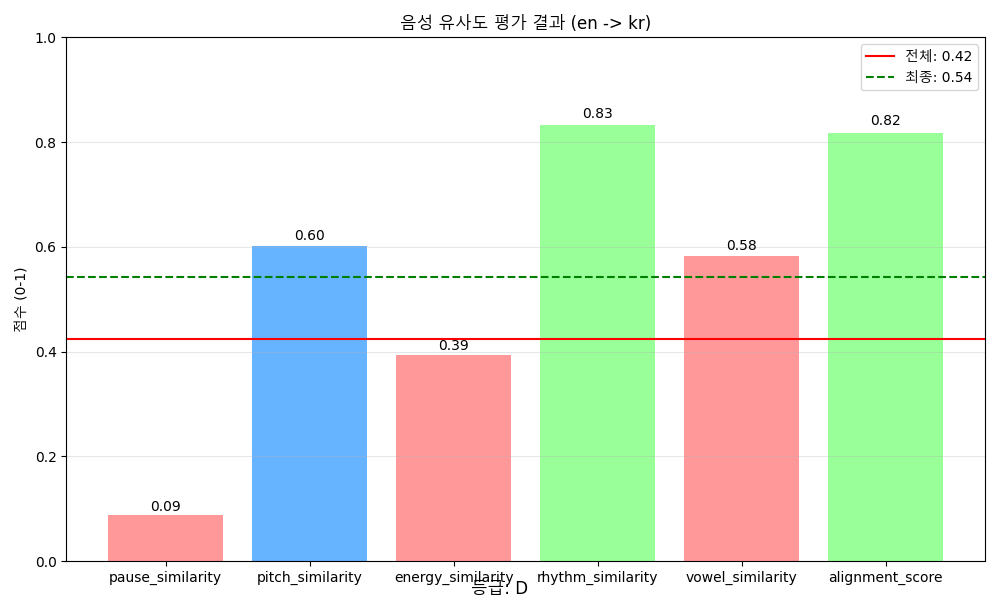 음성 유사도 평가 결과 (en -> kr)
전체: 0.42
최종: 0.54
점수 (0-1)
1.0
0.8
0.6
0.4
0.2
0.0
0.09
0.60
0.39
0.83
0.58
0.82
pause_similarity
pitch_similarity
energy_similarity
rhythm_similarity
vowel_similarity
alignment_score
등급: D